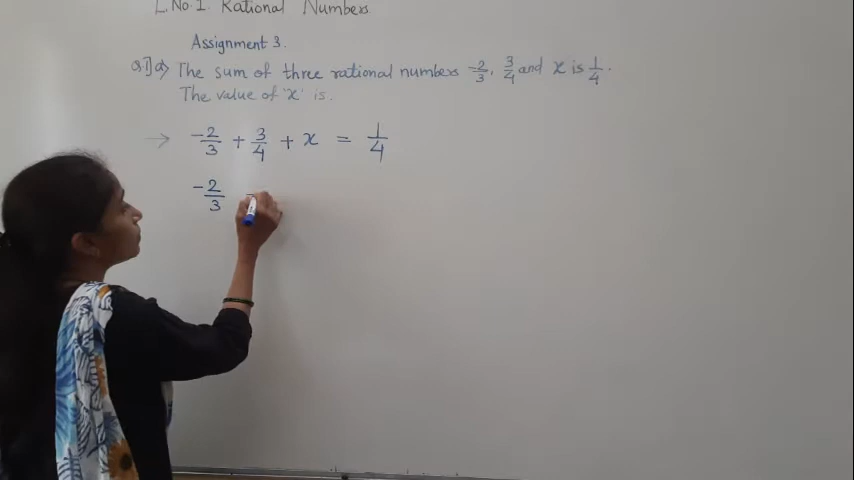 L.No.1. Rational Numbers
Assignment 3.
Q.1] a) The sum of three rational numbers -2/3, 3/4 and x is 1/4.
The value of 'x' is.
→ -2/3 + 3/4 + x = 1/4
-2/3